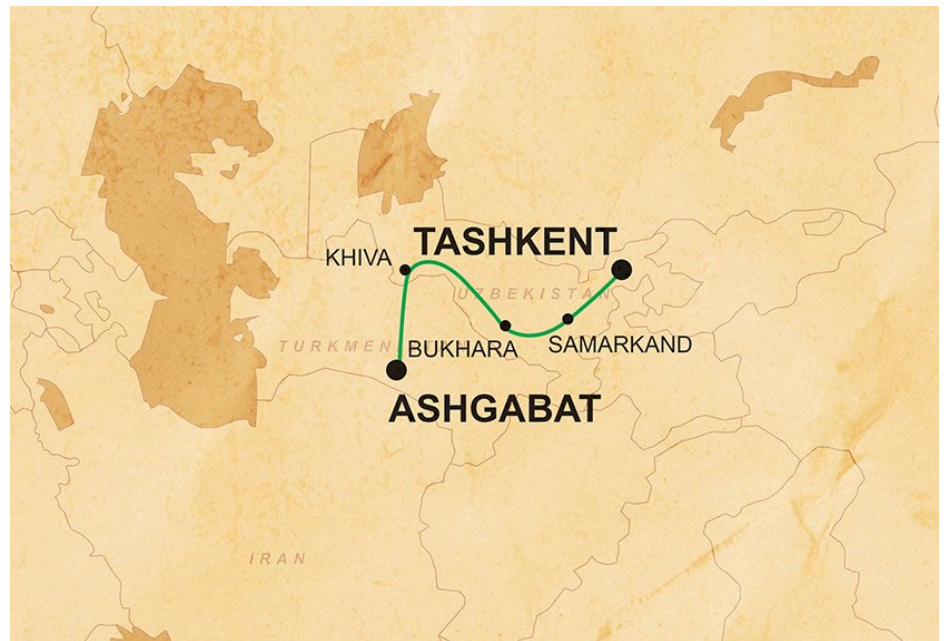 TASHKENT
KHIVA
UZBEKISTAN
TURKMEN
BUKHARA
SAMARKAND
ASHGABAT
IRAN